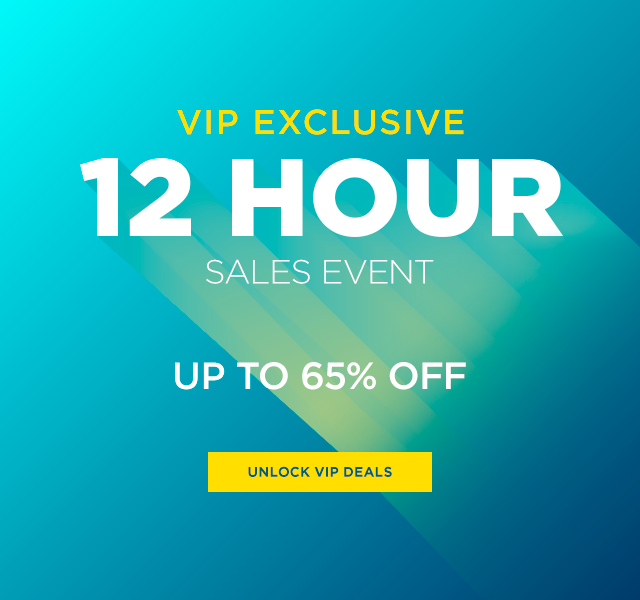 VIP EXCLUSIVE
12 HOUR
SALES EVENT
UP TO 65% OFF
UNLOCK VIP DEALS